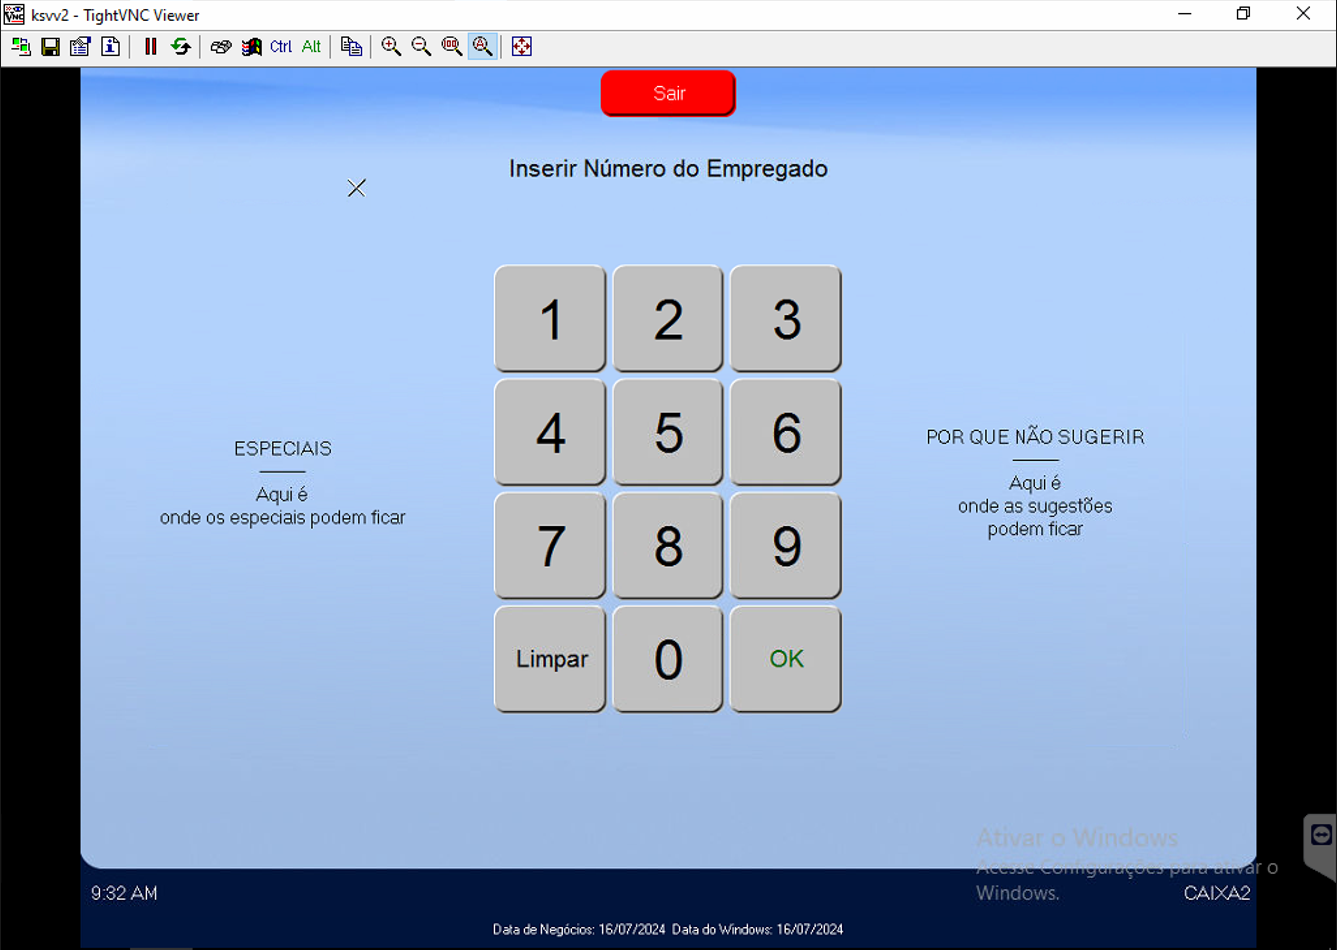 ksvv2 - TightVNC Viewer
Ctrl Alt
Sair
Inserir Número do Empregado
1 2 3
4 5 6
7 8 9
Limpar 0 OK
ESPECIAIS
Aqui é
onde os especiais podem ficar
POR QUE NÃO SUGERIR
Aqui é
onde as sugestões
podem ficar
Ativar o Windows
Acesse Configurações para ativar o
Windows.
9:32 AM
CAIXA2
Data de Negócios: 16/07/2024 Data do Windows: 16/07/2024